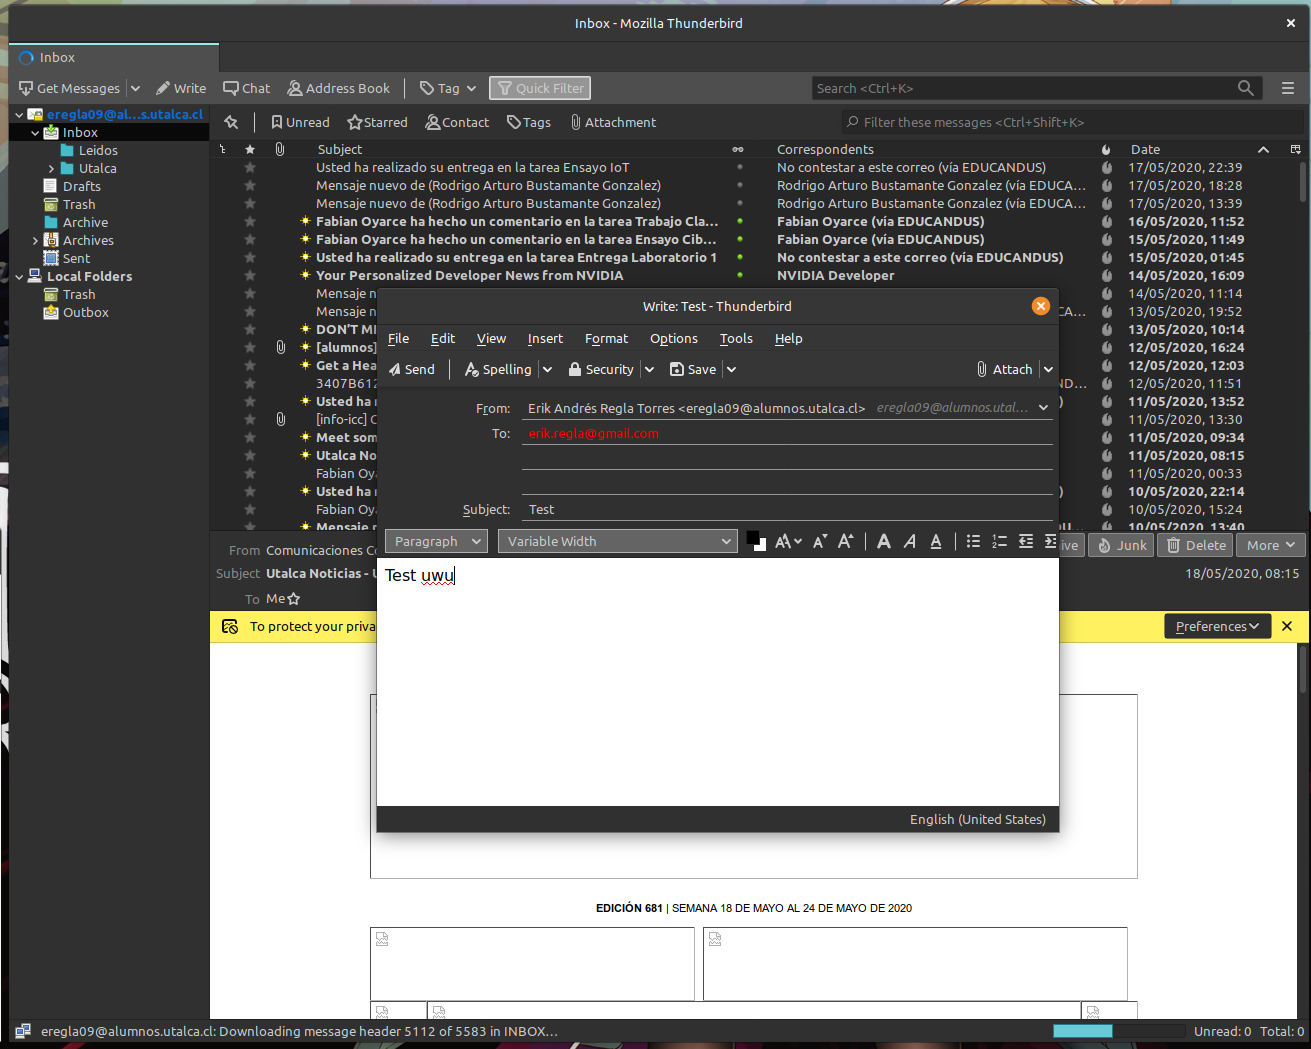 Inbox - Mozilla Thunderbird
Inbox
Get Messages Write Chat Address Book Tag Quick Filter Search <Ctrl+K>
eregla09@al...s.utalca.cl
Inbox
Leidos
Utalca
Drafts
Trash
Archive
Archives
Sent
Local Folders
Trash
Outbox
Unread Starred Contact Tags Attachment Filter these messages <Ctrl+Shift+K>
Subject Correspondents Date
Usted ha realizado su entrega en la tarea Ensayo IoT No contestar a este correo (vía EDUCANDUS) 17/05/2020, 22:39
Mensaje nuevo de (Rodrigo Arturo Bustamante Gonzalez) Rodrigo Arturo Bustamante Gonzalez (vía EDUCA... 17/05/2020, 18:28
Mensaje nuevo de (Rodrigo Arturo Bustamante Gonzalez) Rodrigo Arturo Bustamante Gonzalez (vía EDUCA... 17/05/2020, 13:39
Fabian Oyarce ha hecho un comentario en la tarea Trabajo Cla... Fabian Oyarce (vía EDUCANDUS) 16/05/2020, 11:52
Fabian Oyarce ha hecho un comentario en la tarea Ensayo Cib... Fabian Oyarce (vía EDUCANDUS) 15/05/2020, 11:49
Usted ha realizado su entrega en la tarea Entrega Laboratorio 1 No contestar a este correo (vía EDUCANDUS) 15/05/2020, 01:45
Your Personalized Developer News from NVIDIA NVIDIA Developer 14/05/2020, 16:09
Mensaje n 14/05/2020, 11:14
Mensaje n CA... 13/05/2020, 19:52
DON'T MI 13/05/2020, 10:14
[alumnos] 12/05/2020, 16:24
Get a Hea 12/05/2020, 12:03
3407B612 ND... 12/05/2020, 11:51
Usted ha r ) 11/05/2020, 13:52
[info-icc] C 11/05/2020, 13:30
Meet som 11/05/2020, 09:34
Utalca No 11/05/2020, 08:15
Fabian Oya 11/05/2020, 00:33
Usted ha r ) 10/05/2020, 22:14
Fabian Oy 10/05/2020, 15:24
Mensaje n DU... 10/05/2020, 13:40
Write: Test - Thunderbird
File Edit View Insert Format Options Tools Help
Send Spelling Security Save Attach
From: Erik Andrés Regla Torres <eregla09@alumnos.utalca.cl> eregla09@alumnos.utal...
To: erik.regla@gmail.com
Subject: Test
Paragraph Variable Width
Test uwu
English (United States)
From Comunicaciones Co ive Junk Delete More
Subject Utalca Noticias - U 18/05/2020, 08:15
To Me
To protect your priva Preferences
EDICIÓN 681 | SEMANA 18 DE MAYO AL 24 DE MAYO DE 2020
eregla09@alumnos.utalca.cl: Downloading message header 5112 of 5583 in INBOX... Unread: 0 Total: 0